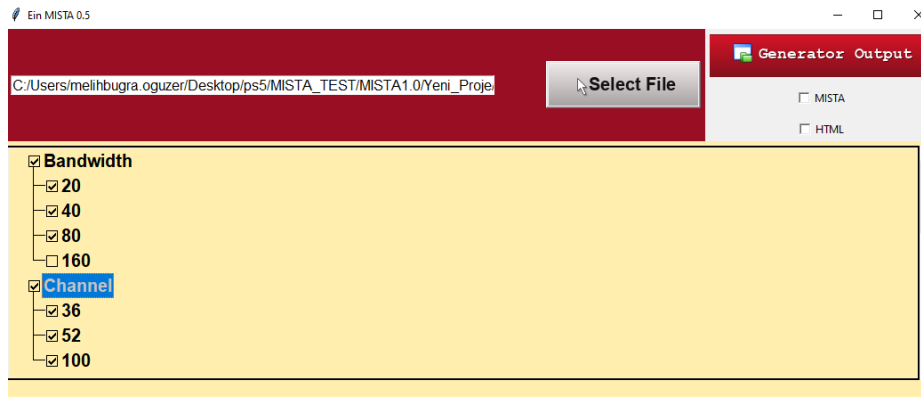 Ein MISTA 0.5
C:/Users/melihbugra.oguzer/Desktop/ps5/MISTA_TEST/MISTA1.0/Yeni_Proje/
Select File
Generator Output
MISTA
HTML
Bandwidth
20
40
80
160
Channel
36
52
100